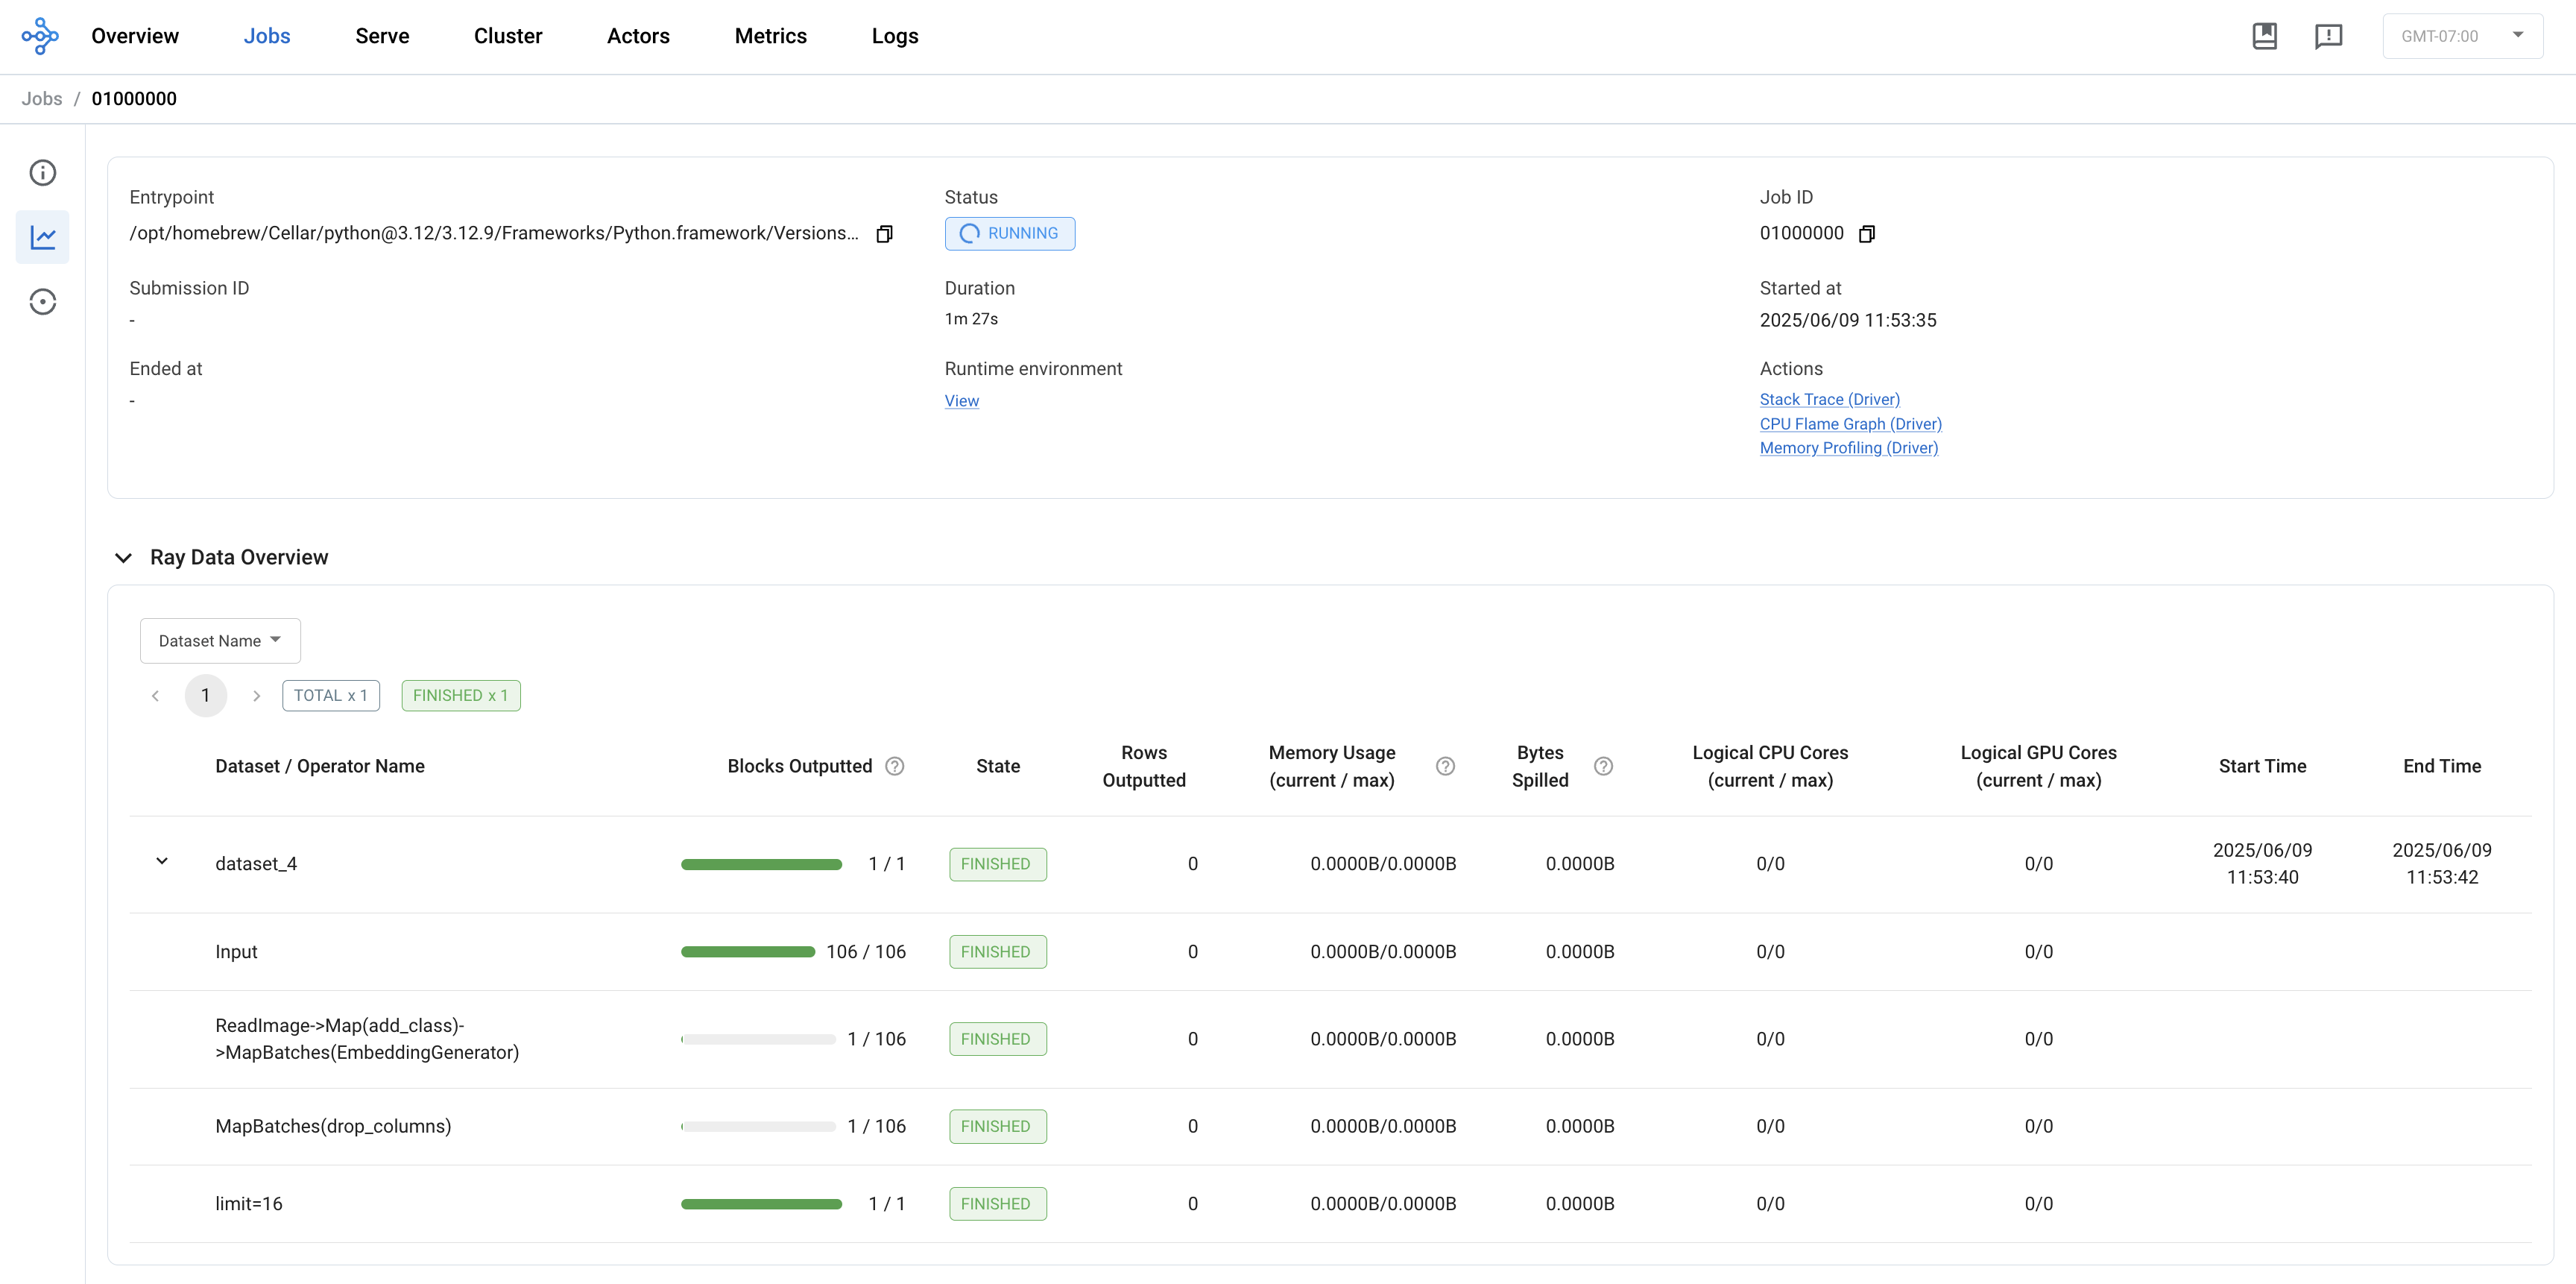 Overview Jobs Serve Cluster Actors Metrics Logs GMT-07:00
Jobs / 01000000
Entrypoint
/opt/homebrew/Cellar/python@3.12/3.12.9/Frameworks/Python.framework/Versions...
Status
RUNNING
Job ID
01000000
Submission ID
-
Duration
1m 27s
Started at
2025/06/09 11:53:35
Ended at
-
Runtime environment
View
Actions
Stack Trace (Driver)
CPU Flame Graph (Driver)
Memory Profiling (Driver)
Ray Data Overview
Dataset Name
1 TOTAL x 1 FINISHED x 1
Dataset / Operator Name
Blocks Outputted
State
Rows
Outputted
Memory Usage
(current / max)
Bytes
Spilled
Logical CPU Cores
(current / max)
Logical GPU Cores
(current / max)
Start Time
End Time
dataset_4 1 / 1 FINISHED 0 0.0000B/0.0000B 0.0000B 0/0 0/0
2025/06/09
11:53:40
2025/06/09
11:53:42
Input 106 / 106 FINISHED 0 0.0000B/0.0000B 0.0000B 0/0 0/0
ReadImage->Map(add_class)-
>MapBatches(EmbeddingGenerator)
1 / 106 FINISHED 0 0.0000B/0.0000B 0.0000B 0/0 0/0
MapBatches(drop_columns) 1 / 106 FINISHED 0 0.0000B/0.0000B 0.0000B 0/0 0/0
limit=16 1 / 1 FINISHED 0 0.0000B/0.0000B 0.0000B 0/0 0/0